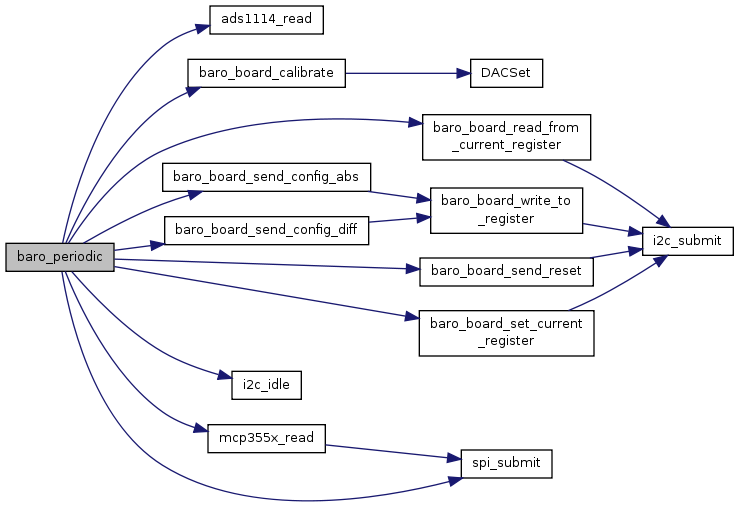 ads1114_read
baro_board_calibrate
DACSet
baro_board_read_from
_current_register
baro_board_send_config_abs
baro_board_write_to
_register
baro_board_send_config_diff
i2c_submit
baro_periodic
baro_board_send_reset
baro_board_set_current
_register
i2c_idle
mcp355x_read
spi_submit